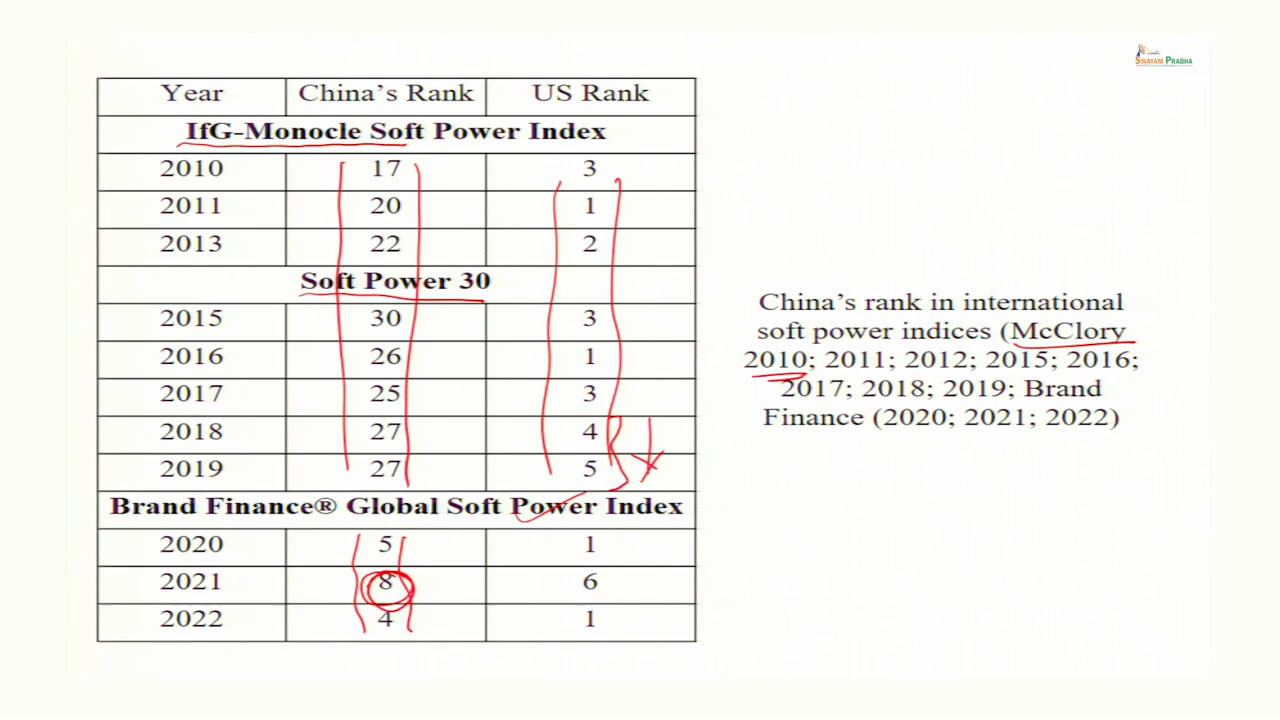 SWAYAM PRABHA
Year China's Rank US Rank
IfG-Monocle Soft Power Index
2010 17 3
2011 20 1
2013 22 2
Soft Power 30
2015 30 3
2016 26 1
2017 25 3
2018 27 4
2019 27 5
Brand Finance® Global Soft Power Index
2020 5 1
2021 8 6
2022 4 1
China's rank in international
soft power indices (McClory
2010; 2011; 2012; 2015; 2016;
2017; 2018; 2019; Brand
Finance (2020; 2021; 2022)